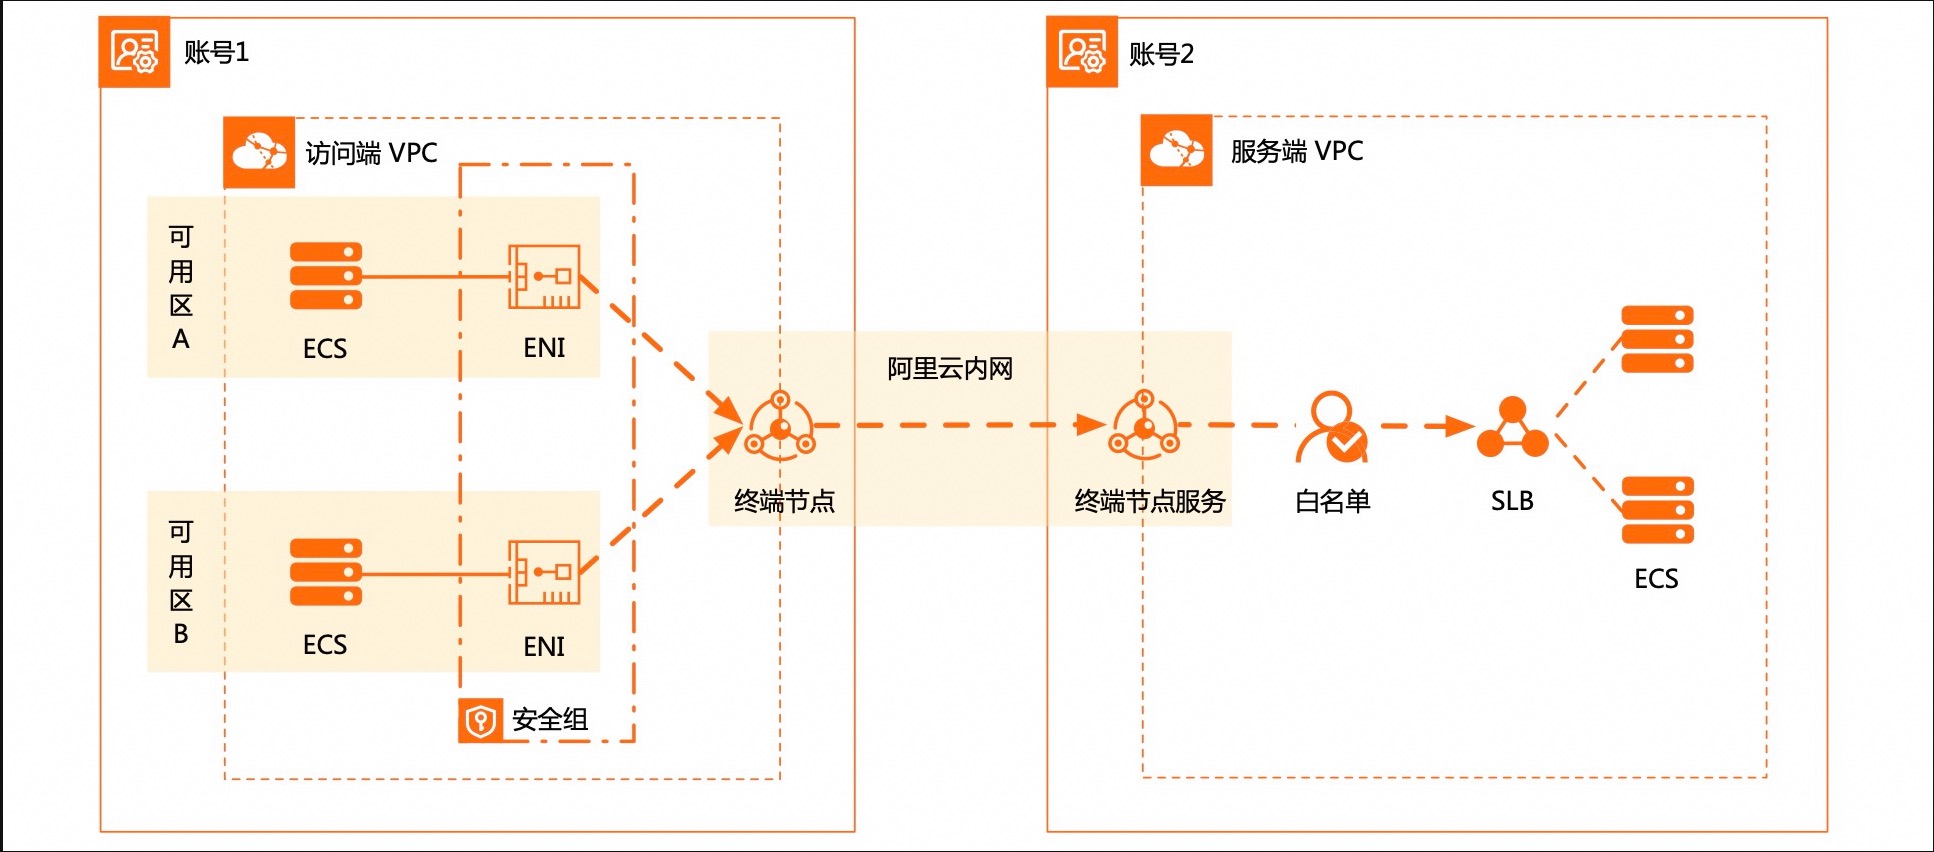 账号1
访问端 VPC
可用区A
ECS
ENI
可用区B
ECS
ENI
安全组
终端节点
阿里云内网
终端节点服务
账号2
服务端 VPC
白名单
SLB
ECS